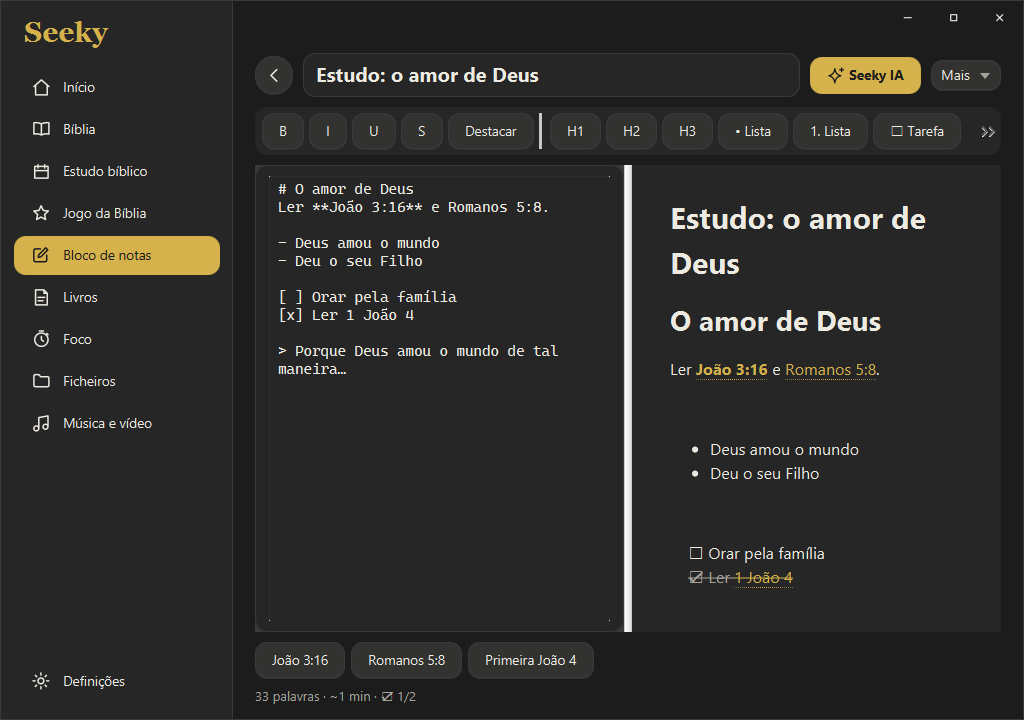 Seeky
Início
Bíblia
Estudo bíblico
Jogo da Bíblia
Bloco de notas
Livros
Foco
Ficheiros
Música e vídeo
Definições
Estudo: o amor de Deus
Seeky IA
Mais
B I U S Destacar H1 H2 H3 • Lista 1. Lista ☐ Tarefa
# O amor de Deus
Ler **João 3:16** e Romanos 5:8.
- Deus amou o mundo
- Deu o seu Filho
[ ] Orar pela família
[x] Ler 1 João 4
> Porque Deus amou o mundo de tal
maneira…
Estudo: o amor de
Deus
O amor de Deus
Ler João 3:16 e Romanos 5:8.
• Deus amou o mundo
• Deu o seu Filho
☐ Orar pela família
☑ Ler 1 João 4
João 3:16 Romanos 5:8 Primeira João 4
33 palavras · ~1 min · ☑ 1/2